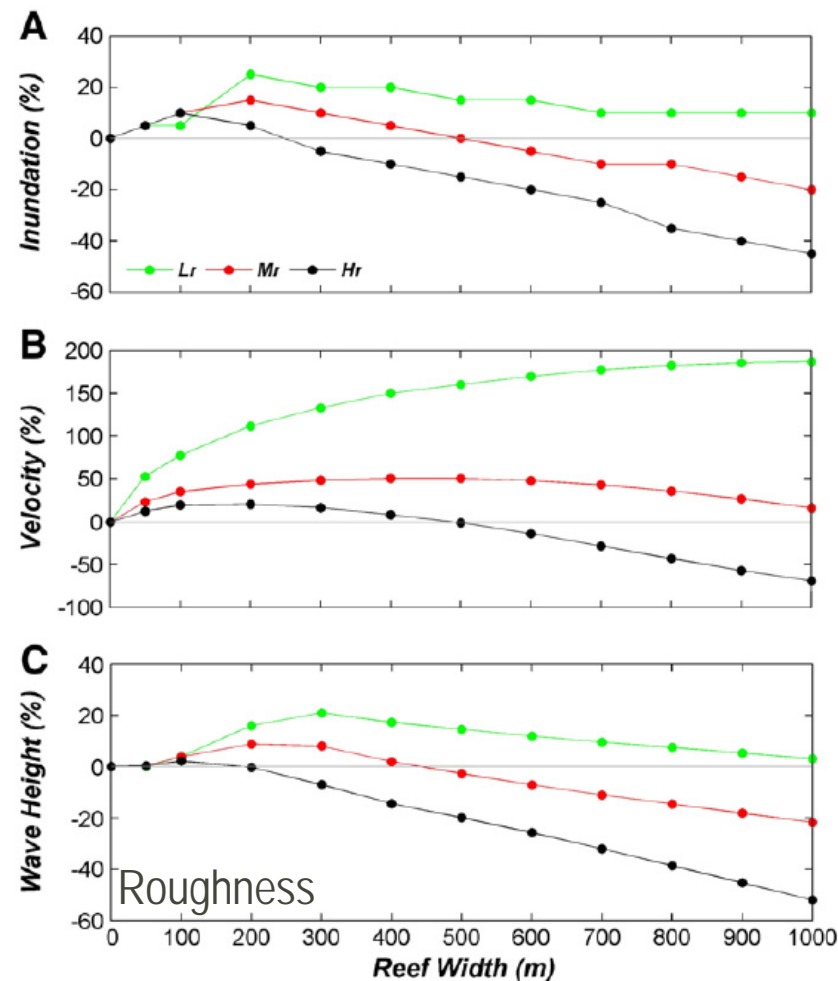 A
Inundation (%)
40
20
0
-20
-40
-60
Lr Mr Hr
B
Velocity (%)
200
150
100
50
0
-50
-100
C
Wave Height (%)
40
20
0
-20
-40
-60
Roughness
0 100 200 300 400 500 600 700 800 900 1000
Reef Width (m)